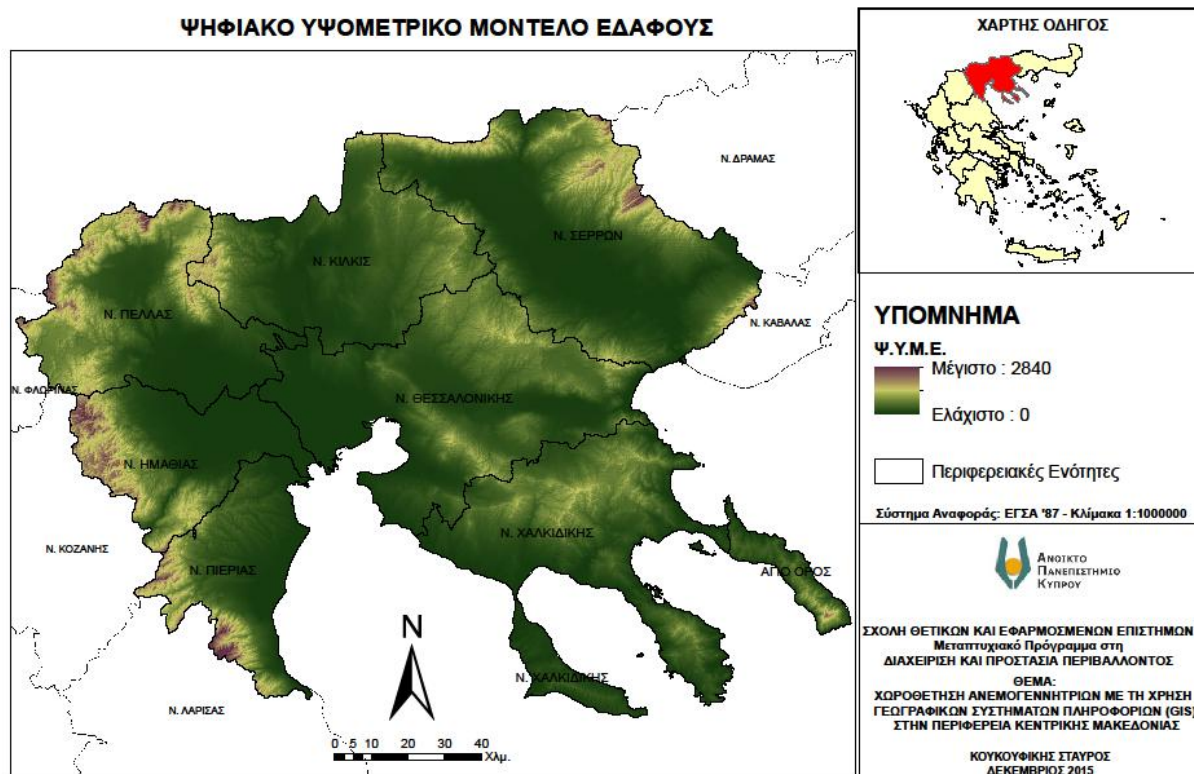 ΨΗΦΙΑΚΟ ΥΨΟΜΕΤΡΙΚΟ ΜΟΝΤΕΛΟ ΕΔΑΦΟΥΣ
Ν. ΔΡΑΜΑΣ
Ν. ΣΕΡΡΩΝ
Ν. ΚΙΛΚΙΣ
Ν. ΠΕΛΛΑΣ
Ν. ΚΑΒΑΛΑΣ
Ν. ΦΛΩΡΙΝΑΣ
Ν. ΘΕΣΣΑΛΟΝΙΚΗΣ
Ν. ΗΜΑΘΙΑΣ
Ν. ΚΟΖΑΝΗΣ
Ν. ΧΑΛΚΙΔΙΚΗΣ
Ν. ΠΙΕΡΙΑΣ
ΑΓΙΟ ΟΡΟΣ
Ν. ΧΑΛΚΙΔΙΚΗΣ
Ν. ΛΑΡΙΣΑΣ
N
0 5 10 20 30 40
Χλμ.
ΧΑΡΤΗΣ ΟΔΗΓΟΣ
ΥΠΟΜΝΗΜΑ
Ψ.Υ.Μ.Ε.
Μέγιστο : 2840
Ελάχιστο : 0
Περιφερειακές Ενότητες
Σύστημα Αναφοράς: ΕΓΣΑ '87 - Κλίμακα 1:1000000
ΑΝΟΙΚΤΟ
ΠΑΝΕΠΙΣΤΗΜΙΟ
ΚΥΠΡΟΥ
ΣΧΟΛΗ ΘΕΤΙΚΩΝ ΚΑΙ ΕΦΑΡΜΟΣΜΕΝΩΝ ΕΠΙΣΤΗΜΩΝ
Μεταπτυχιακό Πρόγραμμα στη
ΔΙΑΧΕΙΡΙΣΗ ΚΑΙ ΠΡΟΣΤΑΣΙΑ ΠΕΡΙΒΑΛΛΟΝΤΟΣ
ΘΕΜΑ:
ΧΩΡΟΘΕΤΗΣΗ ΑΝΕΜΟΓΕΝΝΗΤΡΙΩΝ ΜΕ ΤΗ ΧΡΗΣΗ
ΓΕΩΓΡΑΦΙΚΩΝ ΣΥΣΤΗΜΑΤΩΝ ΠΛΗΡΟΦΟΡΙΩΝ (GIS)
ΣΤΗΝ ΠΕΡΙΦΕΡΕΙΑ ΚΕΝΤΡΙΚΗΣ ΜΑΚΕΔΟΝΙΑΣ
ΚΟΥΚΟΥΦΙΚΗΣ ΣΤΑΥΡΟΣ
ΔΕΚΕΜΒΡΙΟΣ 2015